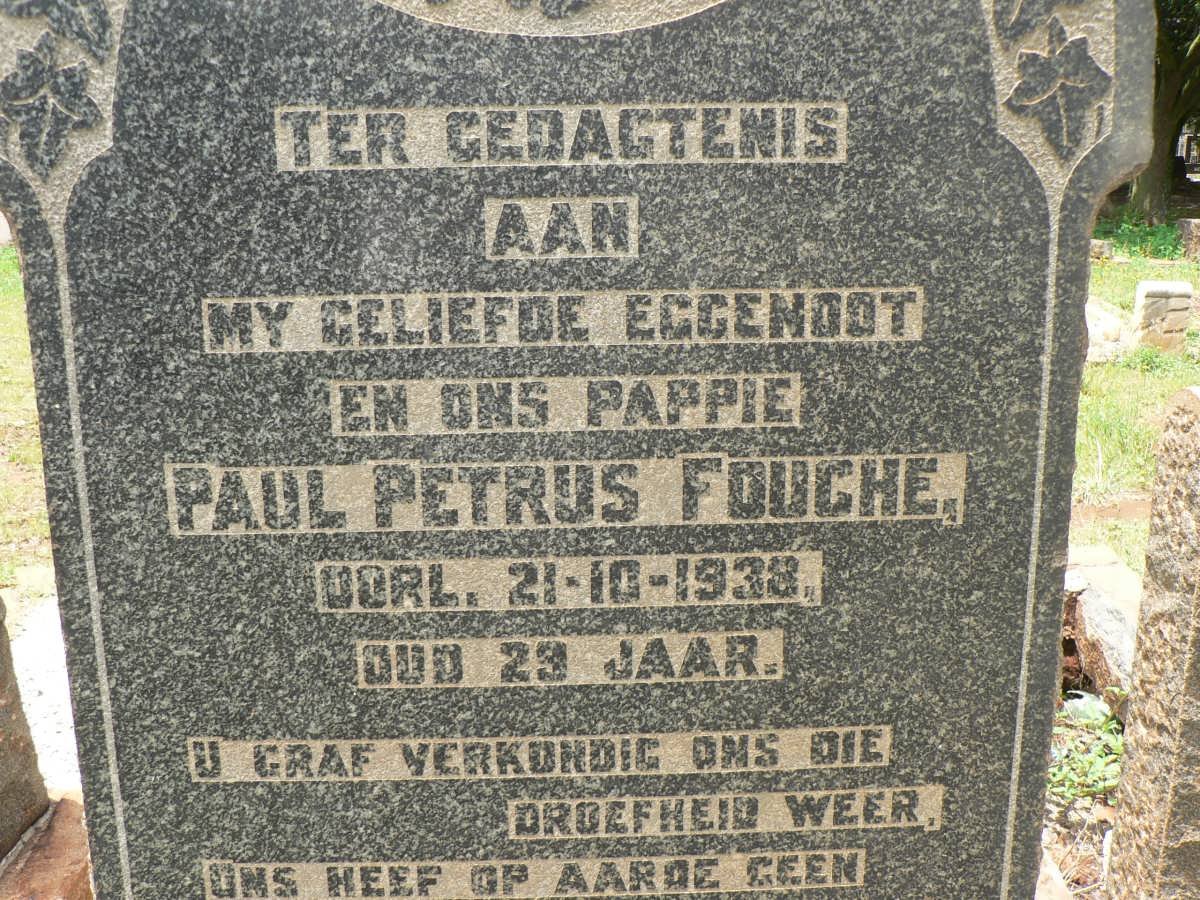 TER GEDAGTENIS
AAN
MY GELIEFDE EGGENOOT
EN ONS PAPPIE
PAUL PETRUS FOUCHE,
OORL. 21-10-1938,
OUD 29 JAAR.
U GRAF VERKONDIG ONS DIE
DROEFHEID WEER,
ONS HEEF OP AARDE GEEN